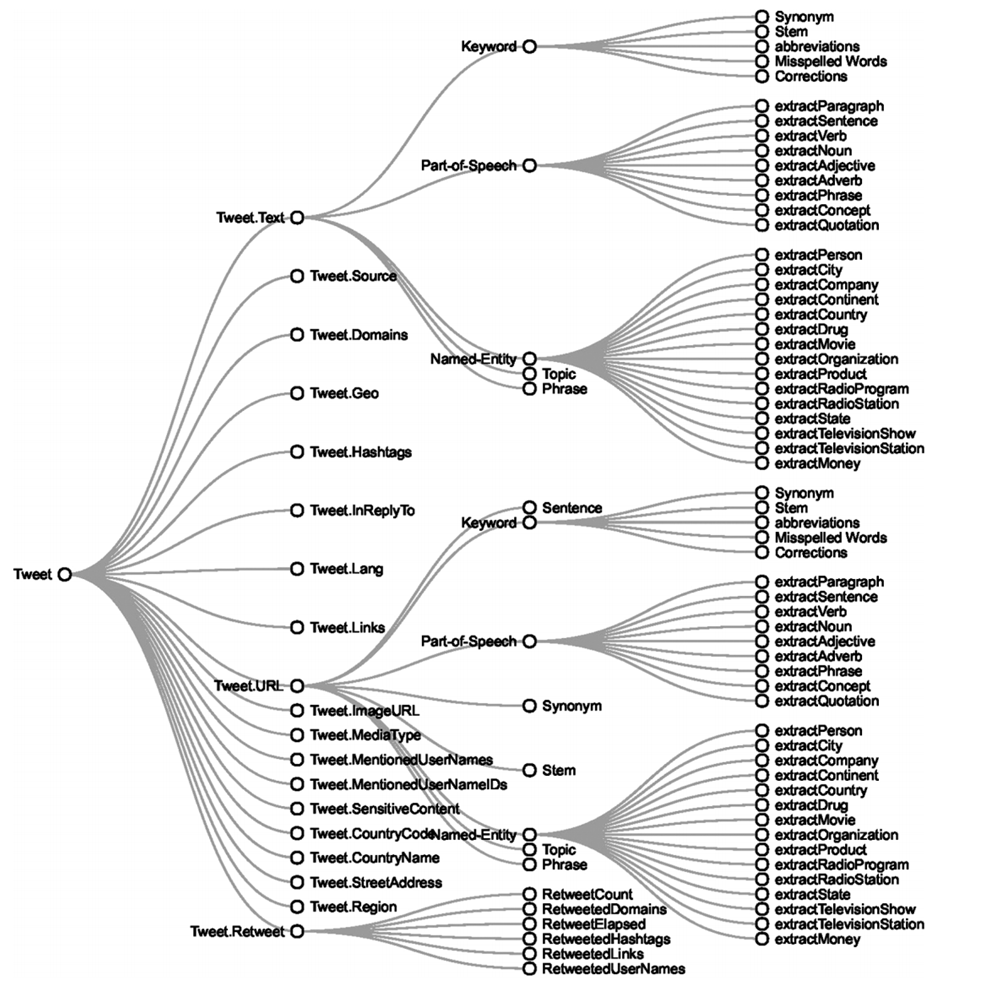 Synonym
Stem
Keyword
abbreviations
Misspelled Words
Corrections
extractParagraph
extractSentence
extractVerb
extractNoun
Part-of-Speech
extractAdjective
extractAdverb
extractPhrase
extractConcept
Tweet.Text
extractQuotation
extractPerson
Tweet.Source
extractCity
extractCompany
extractContinent
extractCountry
Tweet.Domains
extractDrug
extractMovie
Named-Entity
extractOrganization
Topic
extractProduct
Phrase
extractRadioProgram
Tweet.Geo
extractRadioStation
extractState
extractTelevisionShow
Tweet.Hashtags
extractTelevisionStation
extractMoney
Synonym
Sentence
Stem
Tweet.InReplyTo
Keyword
abbreviations
Misspelled Words
Corrections
Tweet
Tweet.Lang
extractParagraph
extractSentence
extractVerb
Tweet.Links
extractNoun
Part-of-Speech
extractAdjective
extractAdverb
extractPhrase
Tweet.URL
extractConcept
extractQuotation
Synonym
Tweet.ImageURL
extractPerson
Tweet.MediaType
extractCity
Tweet.MentionedUserNames
extractCompany
Stem
extractContinent
Tweet.MentionedUserNameIDs
extractCountry
Tweet.SensitiveContent
extractDrug
extractMovie
Tweet.CountryCode
Named-Entity
extractOrganization
Topic
extractProduct
Tweet.CountryName
Phrase
extractRadioProgram
Tweet.StreetAddress
extractRadioStation
RetweetCount
extractState
Tweet.Region
RetweetedDomains
extractTelevisionShow
RetweetElapsed
extractTelevisionStation
Tweet.Retweet
RetweetedHashtags
extractMoney
RetweetedLinks
RetweetedUserNames